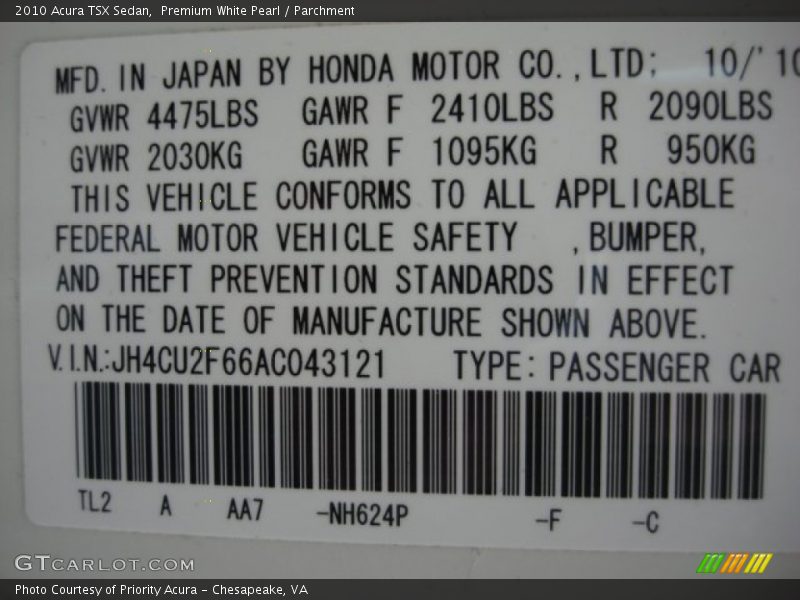 2010 Acura TSX Sedan,  Premium White Pearl / Parchment
MFD. IN JAPAN BY HONDA MOTOR CO.,LTD; 10/'10
GVWR 4475LBS GAWR F 2410LBS R 2090LBS
GVWR 2030KG GAWR F 1095KG R 950KG
THIS VEHICLE CONFORMS TO ALL APPLICABLE
FEDERAL MOTOR VEHICLE SAFETY ,BUMPER,
AND THEFT PREVENTION STANDARDS IN EFFECT
ON THE DATE OF MANUFACTURE SHOWN ABOVE.
V.I.N.:JH4CU2F66AC043121 TYPE: PASSENGER CAR
TL2 A AA7 -NH624P -F -C
GTCARLOT.COM
Photo Courtesy of Priority Acura – Chesapeake, VA